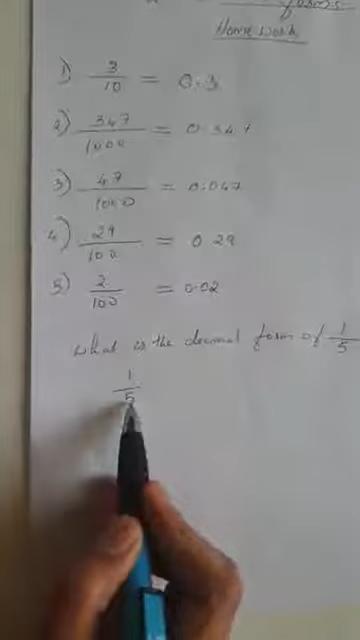 forms
Home work
1) 3/10 = 0.3
2) 347/1000 = 0.347
3) 47/1000 = 0.047
4) 29/100 = 0.29
5) 2/100 = 0.02
What is the decimal form of 1/5
1/5